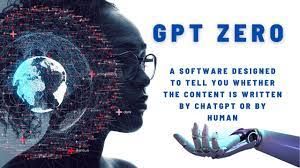 GPT ZERO
A SOFTWARE DESIGNED
TO TELL YOU WHETHER
THE CONTENT IS WRITTEN
BY CHATGPT OR BY
HUMAN